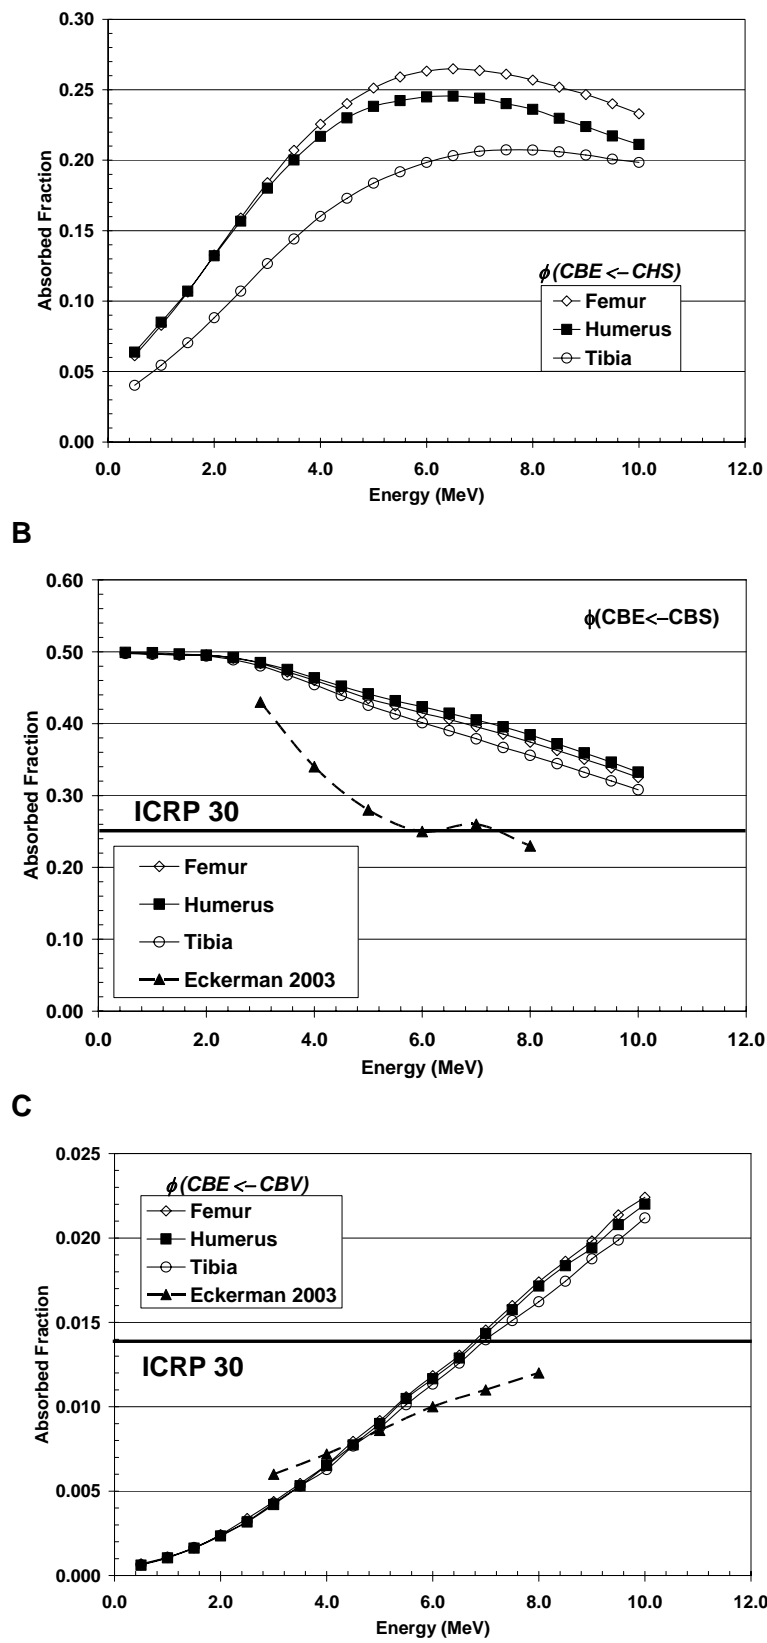 0.30
0.25
0.20
0.15
0.10
0.05
0.00
Absorbed Fraction
ϕ(CBE <– CHS)
Femur
Humerus
Tibia
0.0 2.0 4.0 6.0 8.0 10.0 12.0
Energy (MeV)
B
0.60
0.50
0.40
0.30
0.20
0.10
0.00
Absorbed Fraction
ϕ(CBE<–CBS)
ICRP 30
Femur
Humerus
Tibia
Eckerman 2003
0.0 2.0 4.0 6.0 8.0 10.0 12.0
Energy (MeV)
C
0.025
0.020
0.015
0.010
0.005
0.000
Absorbed Fraction
ϕ(CBE <– CBV)
Femur
Humerus
Tibia
Eckerman 2003
ICRP 30
0.0 2.0 4.0 6.0 8.0 10.0 12.0
Energy (MeV)